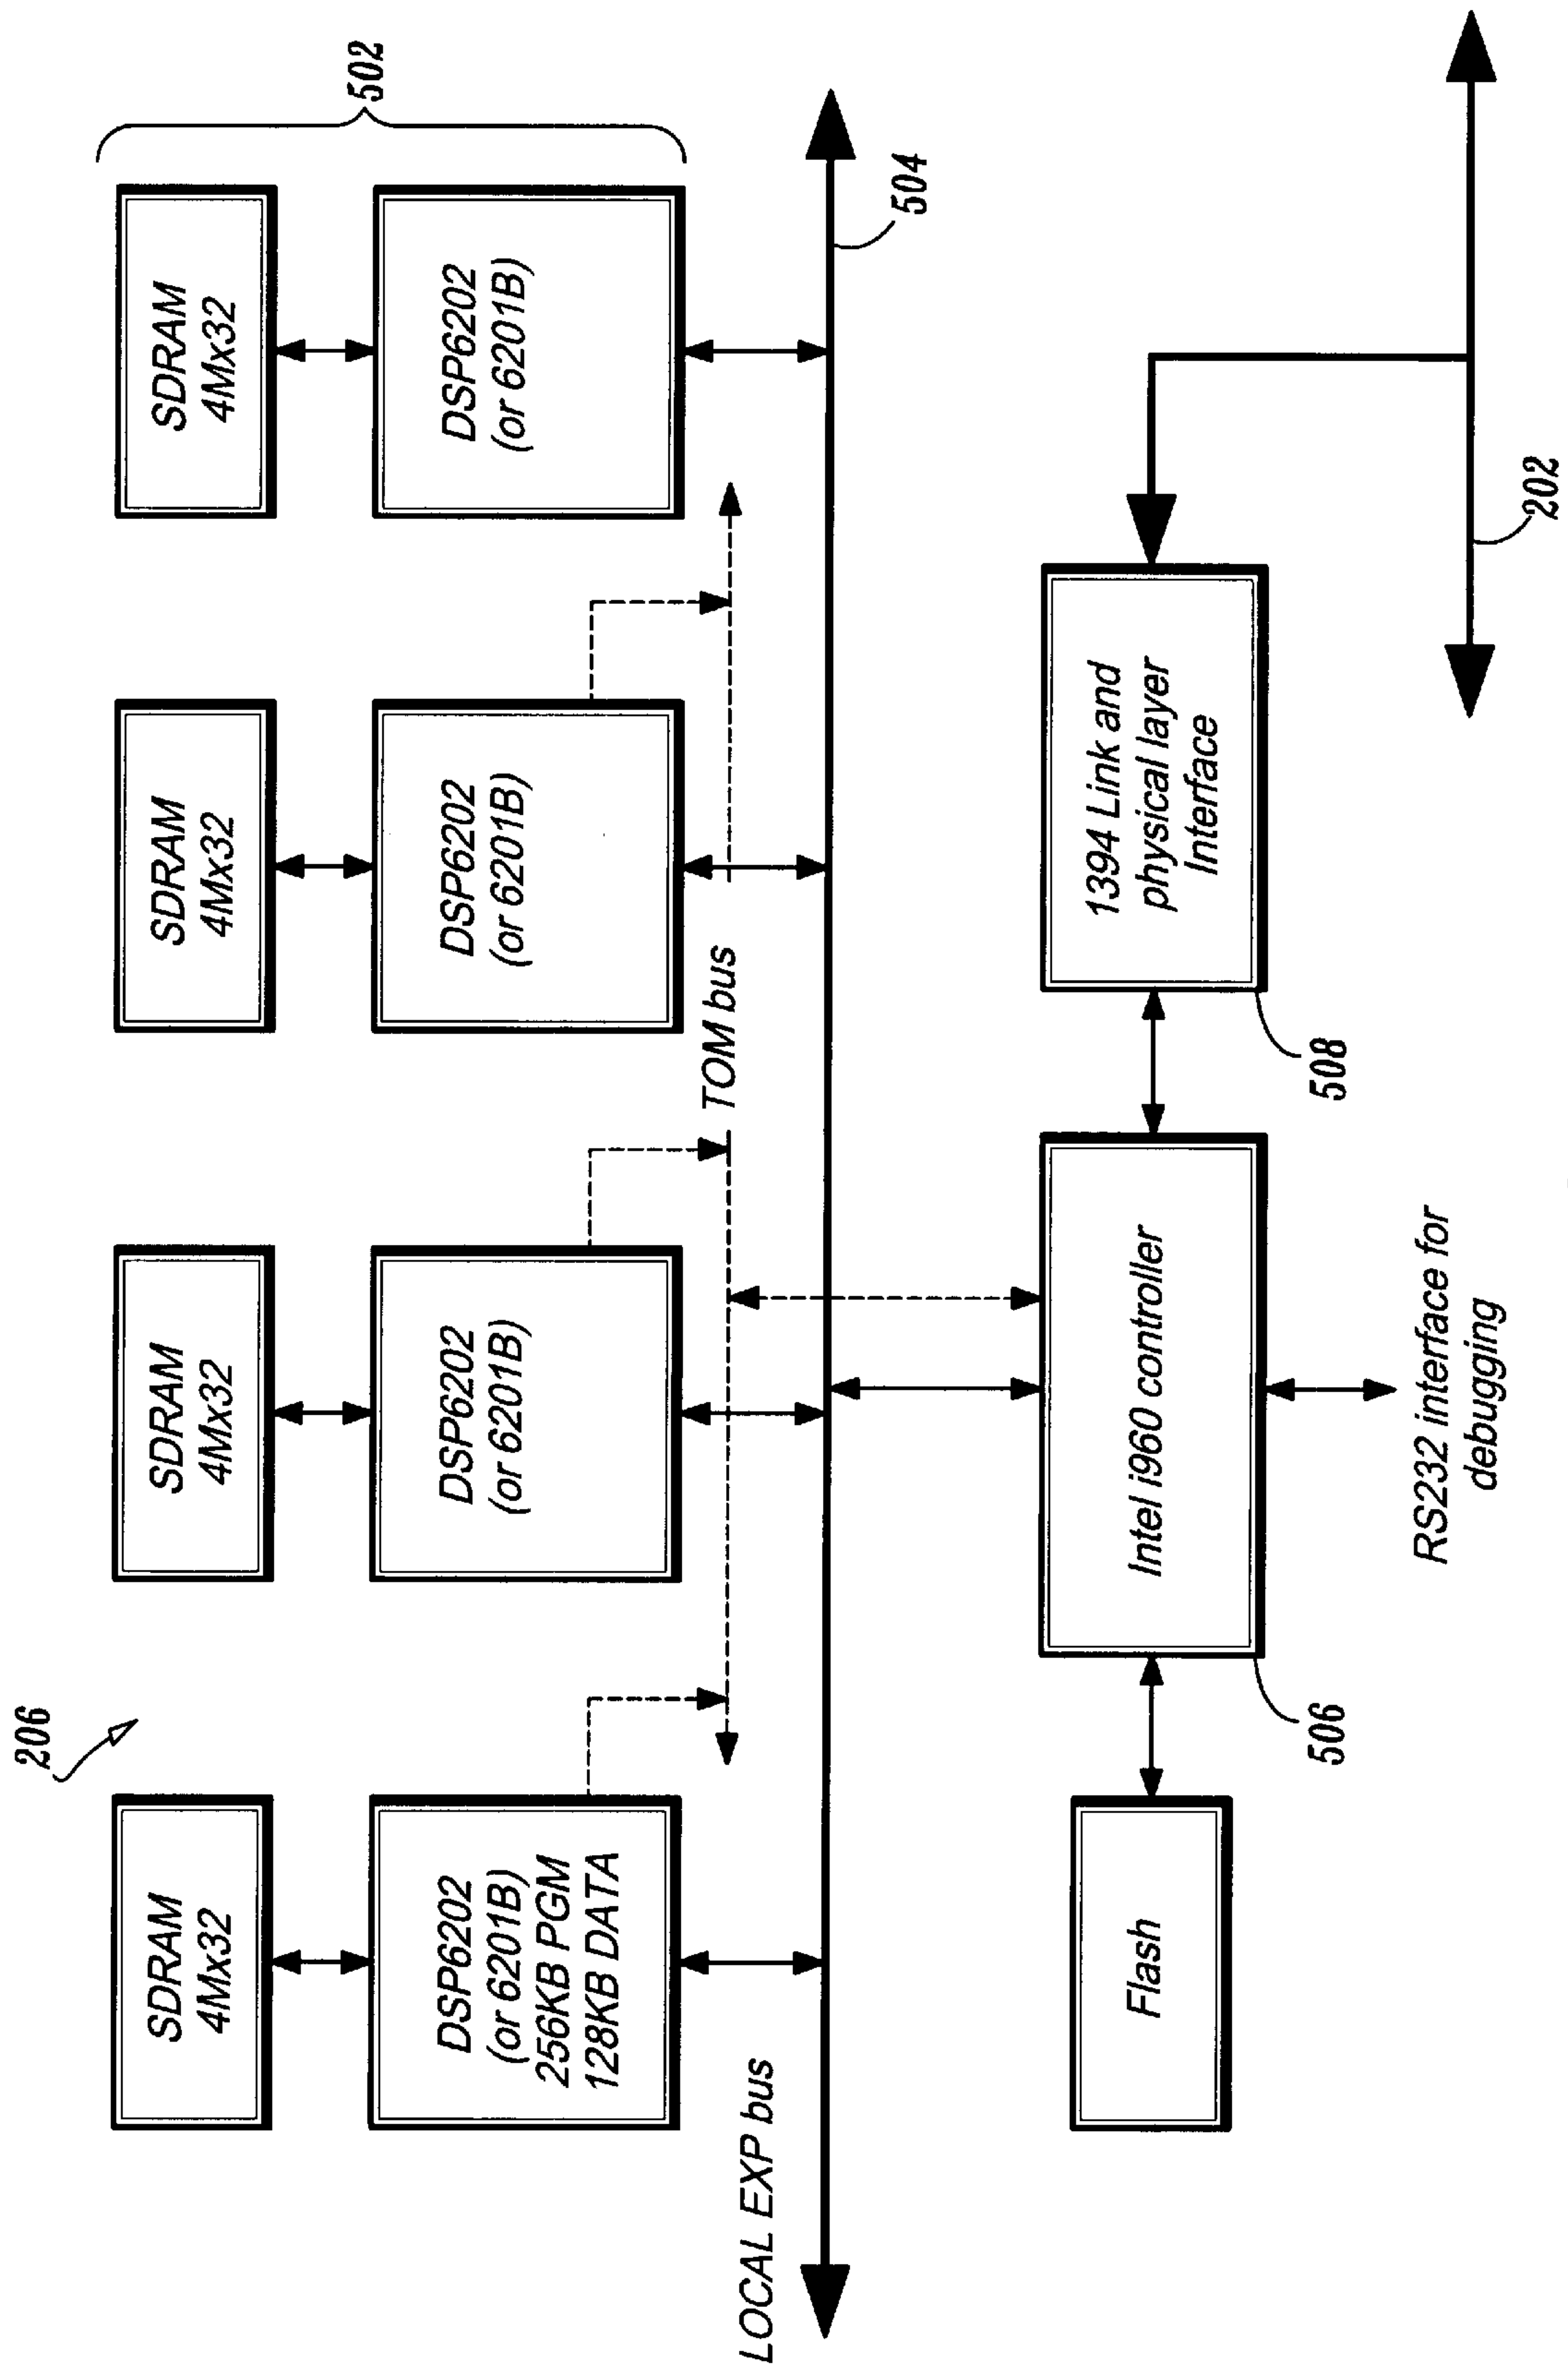 206
502
SDRAM
4Mx32
SDRAM
4Mx32
SDRAM
4Mx32
SDRAM
4Mx32
DSP6202
(or 6201B)
256KB PGM
128KB DATA
DSP6202
(or 6201B)
DSP6202
(or 6201B)
DSP6202
(or 6201B)
TOM bus
LOCAL EXP bus
504
Flash
Intel i960 controller
1394 Link and
physical layer
Interface
506
508
RS232 interface for
debugging
202